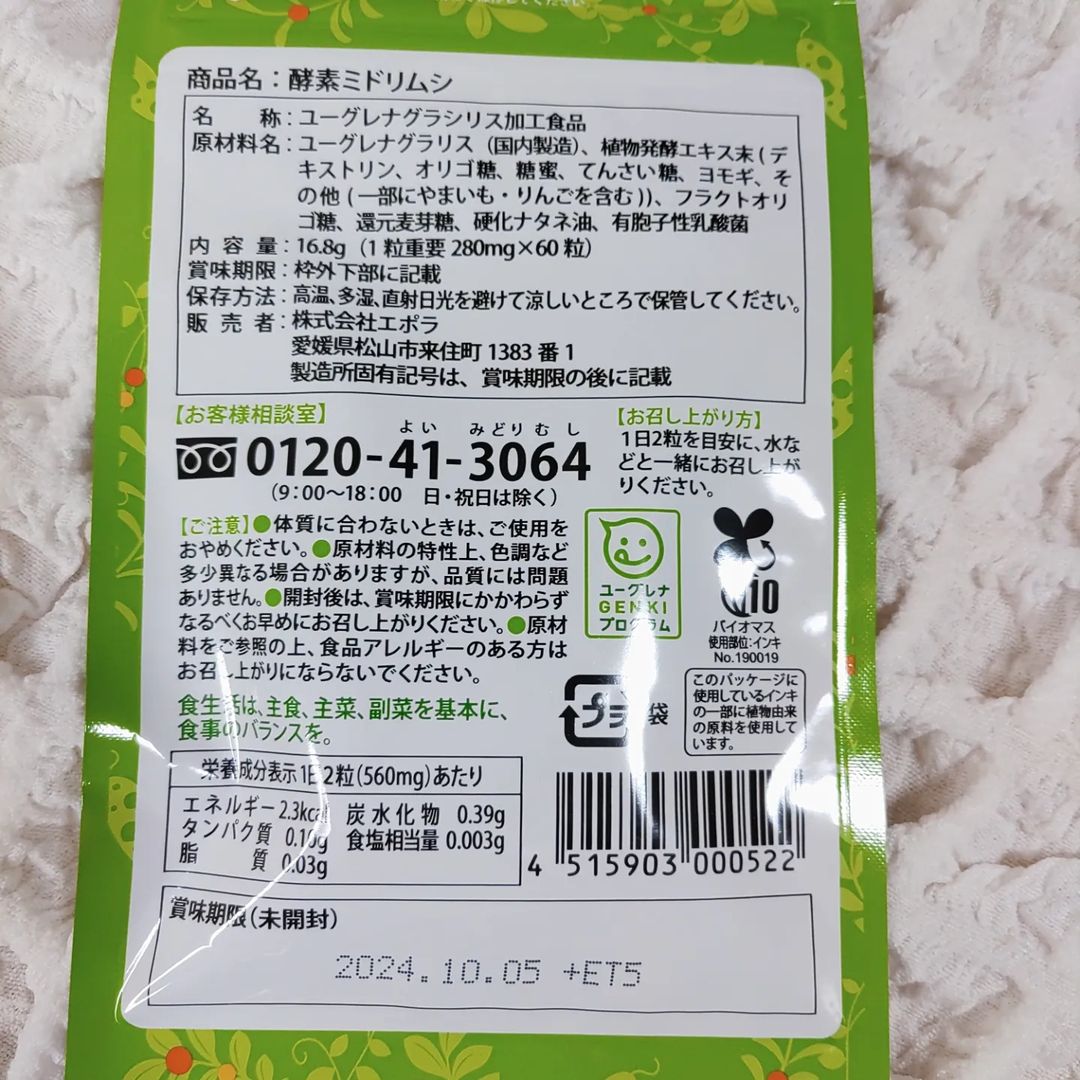 商品名：酵素ミドリムシ
名　　称：ユーグレナグラシリス加工食品
原材料名：ユーグレナグラリス（国内製造）、植物発酵エキス末(デ
キストリン、オリゴ糖、糖蜜、てんさい糖、ヨモギ、そ
の他(一部にやまいも・りんごを含む))、フラクトオリ
ゴ糖、還元麦芽糖、硬化ナタネ油、有胞子性乳酸菌
内 容 量：16.8g（1粒重要 280mg×60粒）
賞味期限：枠外下部に記載
保存方法：高温、多湿、直射日光を避けて涼しいところで保管してください。
販 売 者：株式会社エポラ
愛媛県松山市来住町 1383 番 1
製造所固有記号は、賞味期限の後に記載
【お客様相談室】
よい　みどりむし
0120-41-3064
（9：00～18：00　日・祝日は除く）
【お召し上がり方】
1日2粒を目安に、水な
どと一緒にお召し上が
りください。
【ご注意】●体質に合わないときは、ご使用を
おやめください。●原材料の特性上、色調など
多少異なる場合がありますが、品質には問題
ありません。●開封後は、賞味期限にかかわらず
なるべくお早めにお召し上がりください。●原材
料をご参照の上、食品アレルギーのある方は
お召し上がりにならないでください。
ユーグレナ
GENKI
プログラム
バイオマス
使用部位:インキ
No.190019
食生活は、主食、主菜、副菜を基本に、
食事のバランスを。
プラ 袋
このパッケージに
使用しているインキ
の一部に植物由来
の原料を使用して
います。
栄養成分表示 1日2粒(560mg)あたり
エネルギー 2.3kcal　炭水化物　0.39g
タンパク質　0.10g　食塩相当量 0.003g
脂　　質　0.03g
4 515903 000522
賞味期限（未開封）
2024.10.05 +ET5